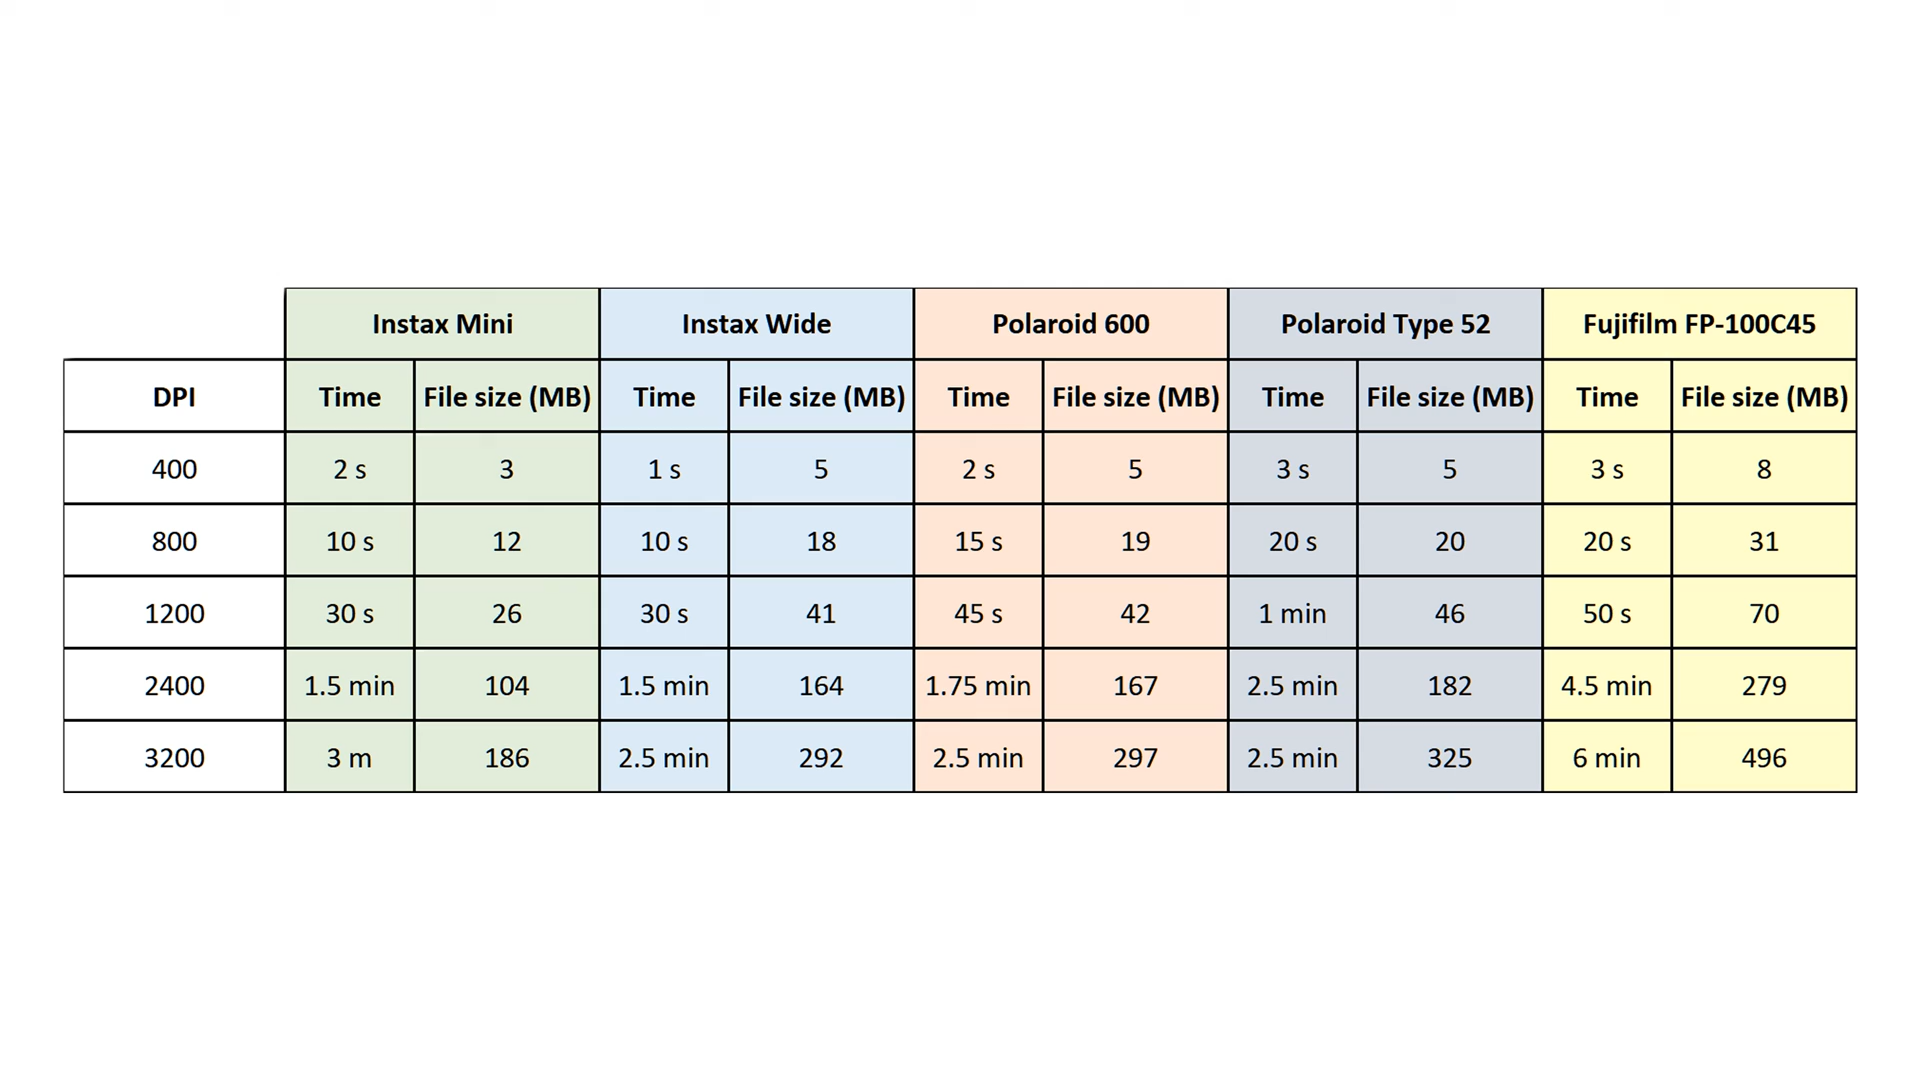 Instax Mini Instax Wide Polaroid 600 Polaroid Type 52 Fujifilm FP-100C45
DPI Time File size (MB) Time File size (MB) Time File size (MB) Time File size (MB) Time File size (MB)
400 2 s 3 1 s 5 2 s 5 3 s 5 3 s 8
800 10 s 12 10 s 18 15 s 19 20 s 20 20 s 31
1200 30 s 26 30 s 41 45 s 42 1 min 46 50 s 70
2400 1.5 min 104 1.5 min 164 1.75 min 167 2.5 min 182 4.5 min 279
3200 3 m 186 2.5 min 292 2.5 min 297 2.5 min 325 6 min 496